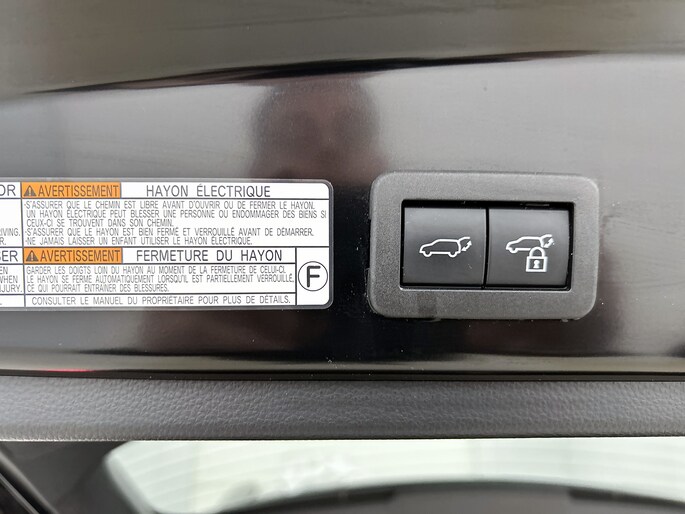 OR
AVERTISSEMENT HAYON ÉLECTRIQUE
-S'ASSURER QUE LE CHEMIN EST LIBRE AVANT D'OUVRIR OU DE FERMER LE HAYON.
UN HAYON ÉLECTRIQUE PEUT BLESSER UNE PERSONNE OU ENDOMMAGER DES BIENS SI
CEUX-CI SE TROUVENT DANS SON CHEMIN.
RIVING. -S'ASSURER QUE LE HAYON EST BIEN FERMÉ ET VERROUILLÉ AVANT DE DÉMARRER.
R. -NE JAMAIS LAISSER UN ENFANT UTILISER LE HAYON ÉLECTRIQUE.
SER AVERTISSEMENT FERMETURE DU HAYON
EN GARDER LES DOIGTS LOIN DU HAYON AU MOMENT DE LA FERMETURE DE CELUI-CI.
WHEN LE HAYON SE FERME AUTOMATIQUEMENT LORSQU'IL EST PARTIELLEMENT VERROUILLÉ,
JURY. CE QUI POURRAIT ENTRAÎNER DES BLESSURES.
F
CONSULTER LE MANUEL DU PROPRIÉTAIRE POUR PLUS DE DÉTAILS.